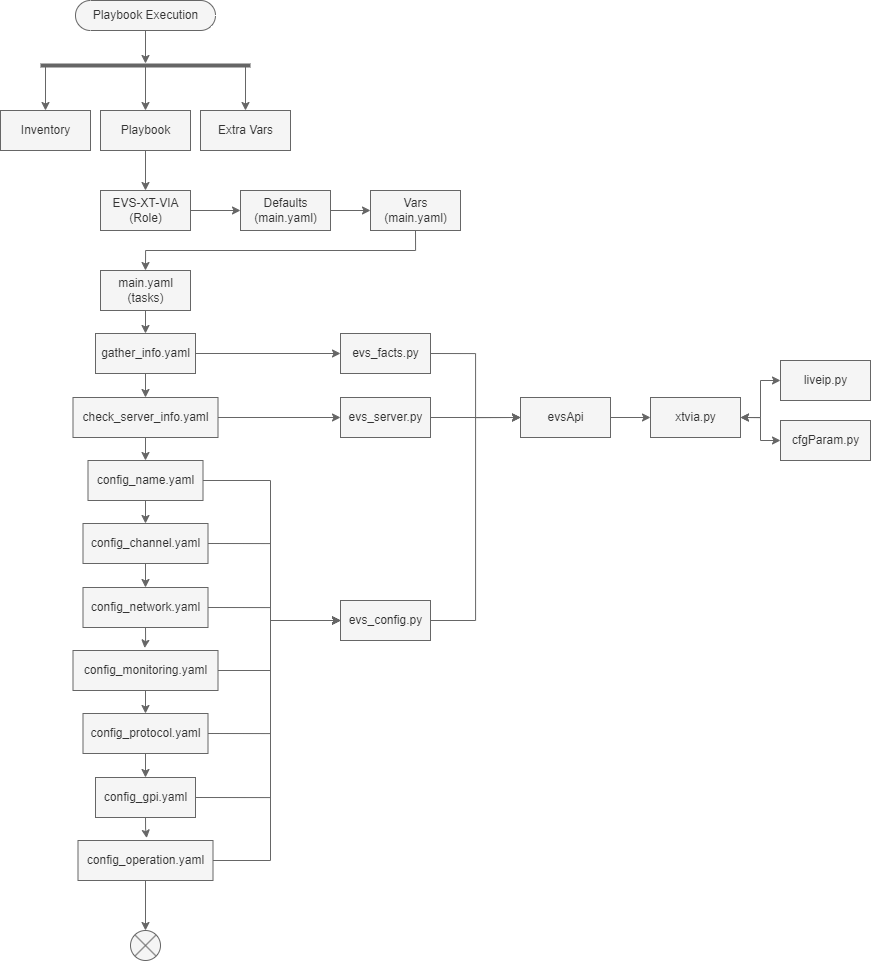 Playbook Execution
Inventory
Playbook
Extra Vars
EVS-XT-VIA
(Role)
Defaults
(main.yaml)
Vars
(main.yaml)
main.yaml
(tasks)
gather_info.yaml
evs_facts.py
check_server_info.yaml
evs_server.py
evsApi
xtvia.py
liveip.py
cfgParam.py
config_name.yaml
config_channel.yaml
config_network.yaml
evs_config.py
config_monitoring.yaml
config_protocol.yaml
config_gpi.yaml
config_operation.yaml